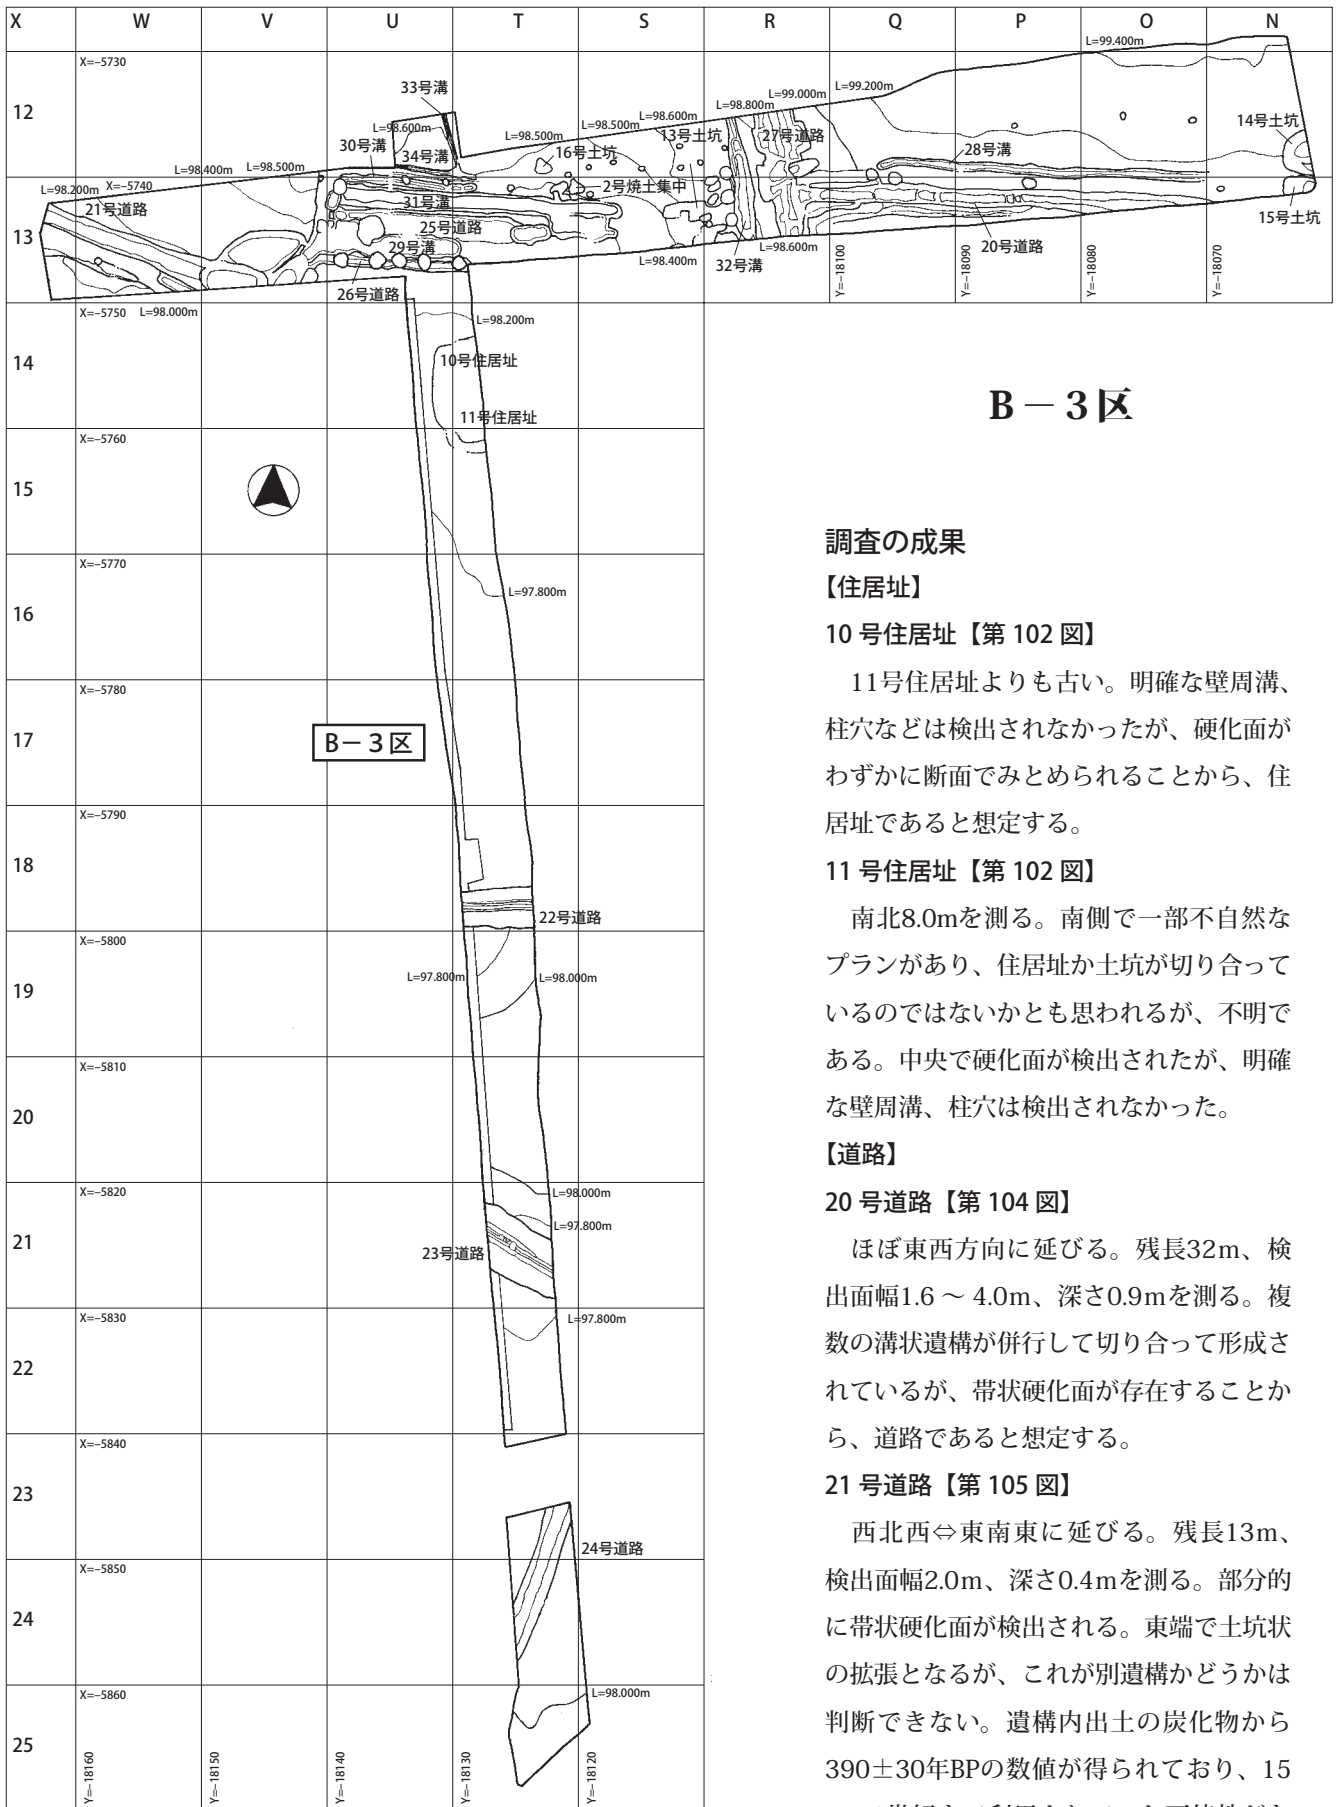 X W V U T S R Q P O N
L=99.400m
X=−5730
33号溝
L=99.200m
L=99.000m
L=98.800m
12
L=98.600m
L=98.600m
L=98.500m
L=98.500m
13号土坑
27号道路
14号土坑
30号溝
34号溝
16号土坑
28号溝
L=98.400m
L=98.500m
L=98.200m
X=−5740
2号焼土集中
21号道路
31号溝
15号土坑
13
25号道路
29号溝
20号道路
L=98.600m
L=98.400m
32号溝
Y=−18100
Y=−18090
Y=−18080
Y=−18070
26号道路
X=−5750
L=98.000m
L=98.200m
14
10号住居址
11号住居址
X=−5760
15
X=−5770
L=97.800m
16
X=−5780
17
B−3区
X=−5790
18
22号道路
X=−5800
L=97.800m
L=98.000m
19
X=−5810
20
X=−5820
L=98.000m
L=97.800m
21
23号道路
X=−5830
L=97.800m
22
X=−5840
23
24号道路
X=−5850
24
X=−5860
L=98.000m
25
Y=−18160
Y=−18150
Y=−18140
Y=−18130
Y=−18120
B−3区
調査の成果
【住居址】
10 号住居址【第 102 図】
11号住居址よりも古い。明確な壁周溝、
柱穴などは検出されなかったが、硬化面が
わずかに断面でみとめられることから、住
居址であると想定する。
11 号住居址【第 102 図】
南北8.0mを測る。南側で一部不自然な
プランがあり、住居址か土坑が切り合って
いるのではないかとも思われるが、不明で
ある。中央で硬化面が検出されたが、明確
な壁周溝、柱穴は検出されなかった。
【道路】
20 号道路【第 104 図】
ほぼ東西方向に延びる。残長32m、検
出面幅1.6 〜 4.0m、深さ0.9mを測る。複
数の溝状遺構が併行して切り合って形成さ
れているが、帯状硬化面が存在することか
ら、道路であると想定する。
21 号道路【第 105 図】
西北西⇔東南東に延びる。残長13m、
検出面幅2.0m、深さ0.4mを測る。部分的
に帯状硬化面が検出される。東端で土坑状
の拡張となるが、これが別遺構かどうかは
判断できない。遺構内出土の炭化物から
390±30年BPの数値が得られており、15